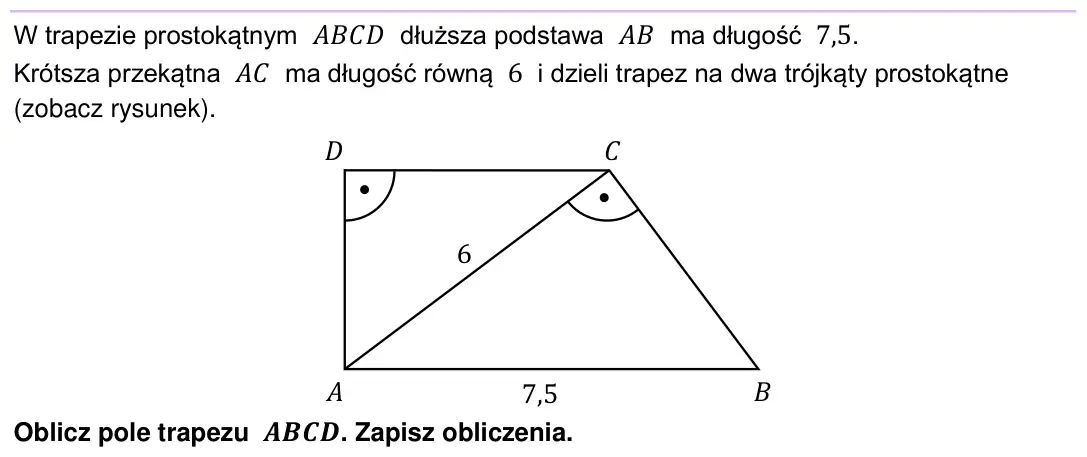 W trapezie prostokątnym ABCD dłuższa podstawa AB ma długość 7,5.
Krótsza przekątna AC ma długość równą 6 i dzieli trapez na dwa trójkąty prostokątne
(zobacz rysunek).
D C
6
A 7,5 B
Oblicz pole trapezu ABCD. Zapisz obliczenia.